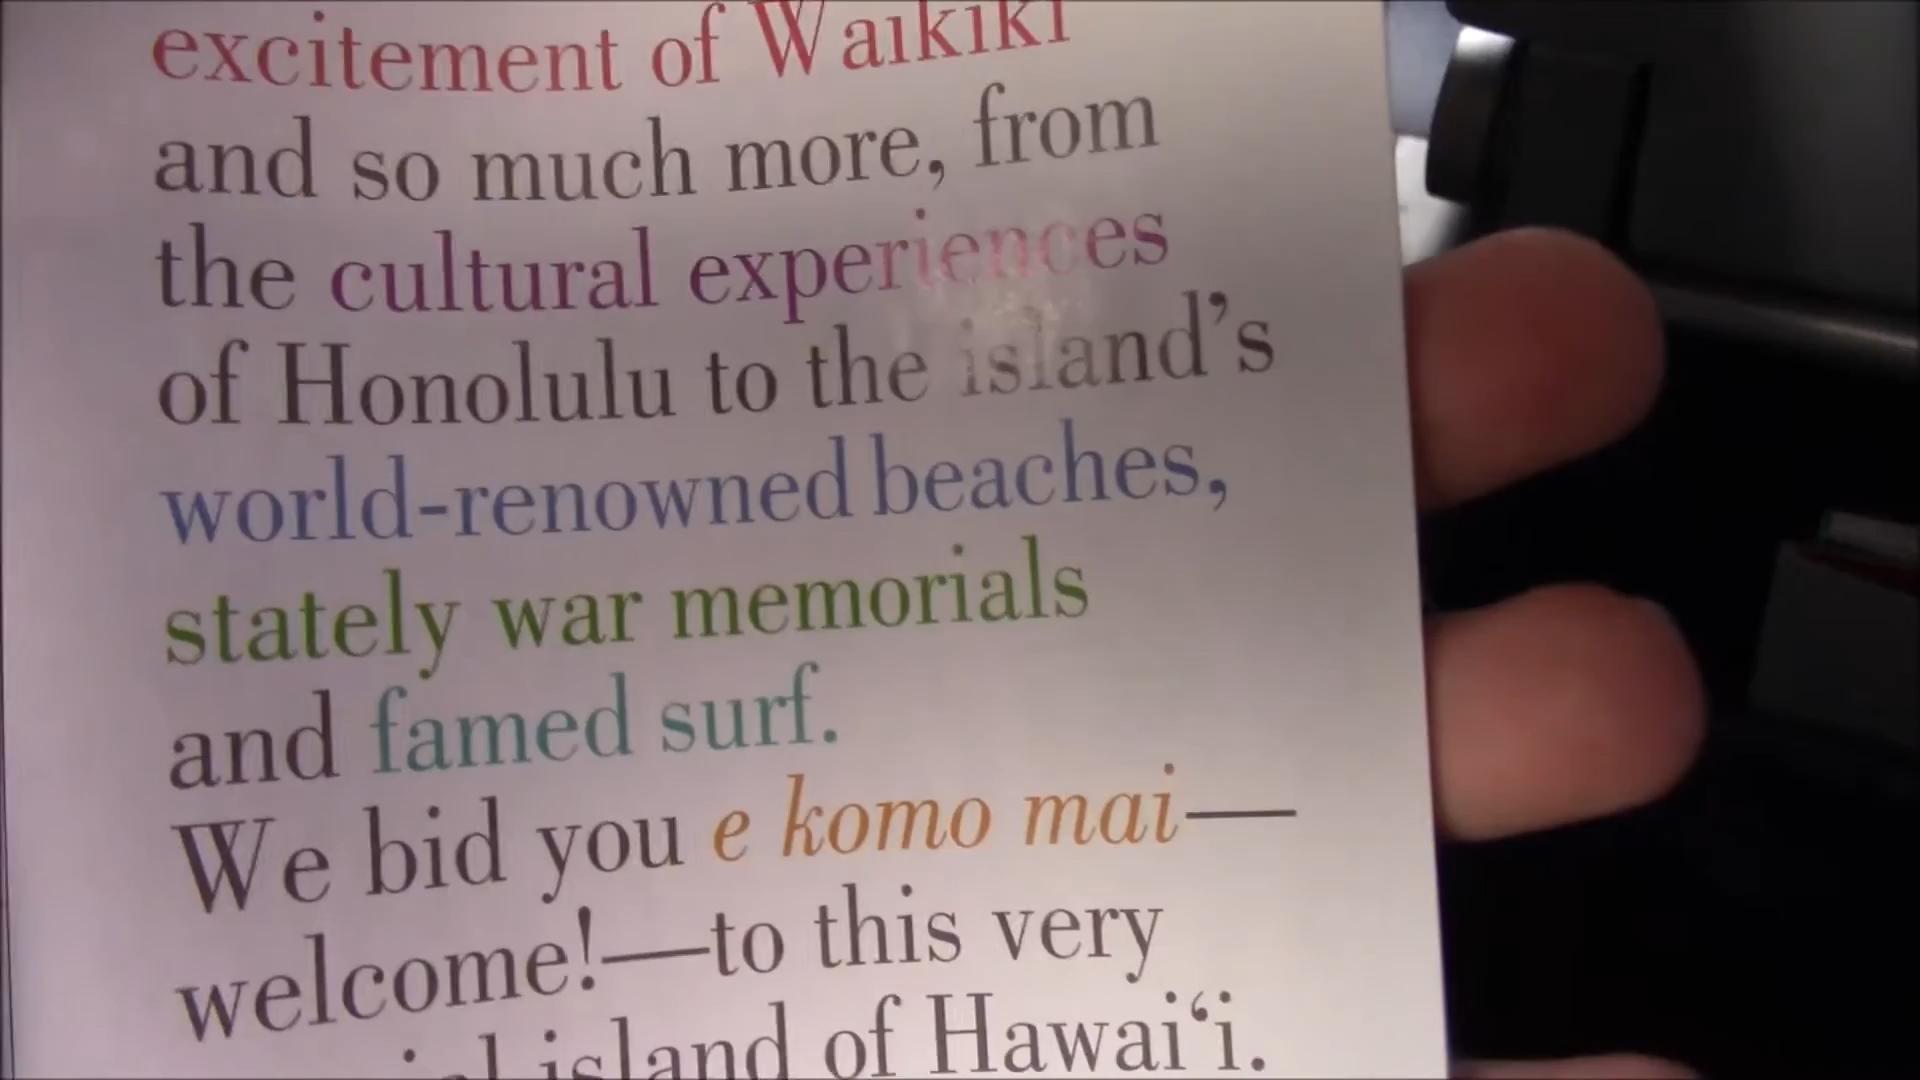 excitement of Waikiki
and so much more, from
the cultural experiences
of Honolulu to the island’s
world-renowned beaches,
stately war memorials
and famed surf.
We bid you e komo mai—
welcome!—to this very
island of Hawai‘i.